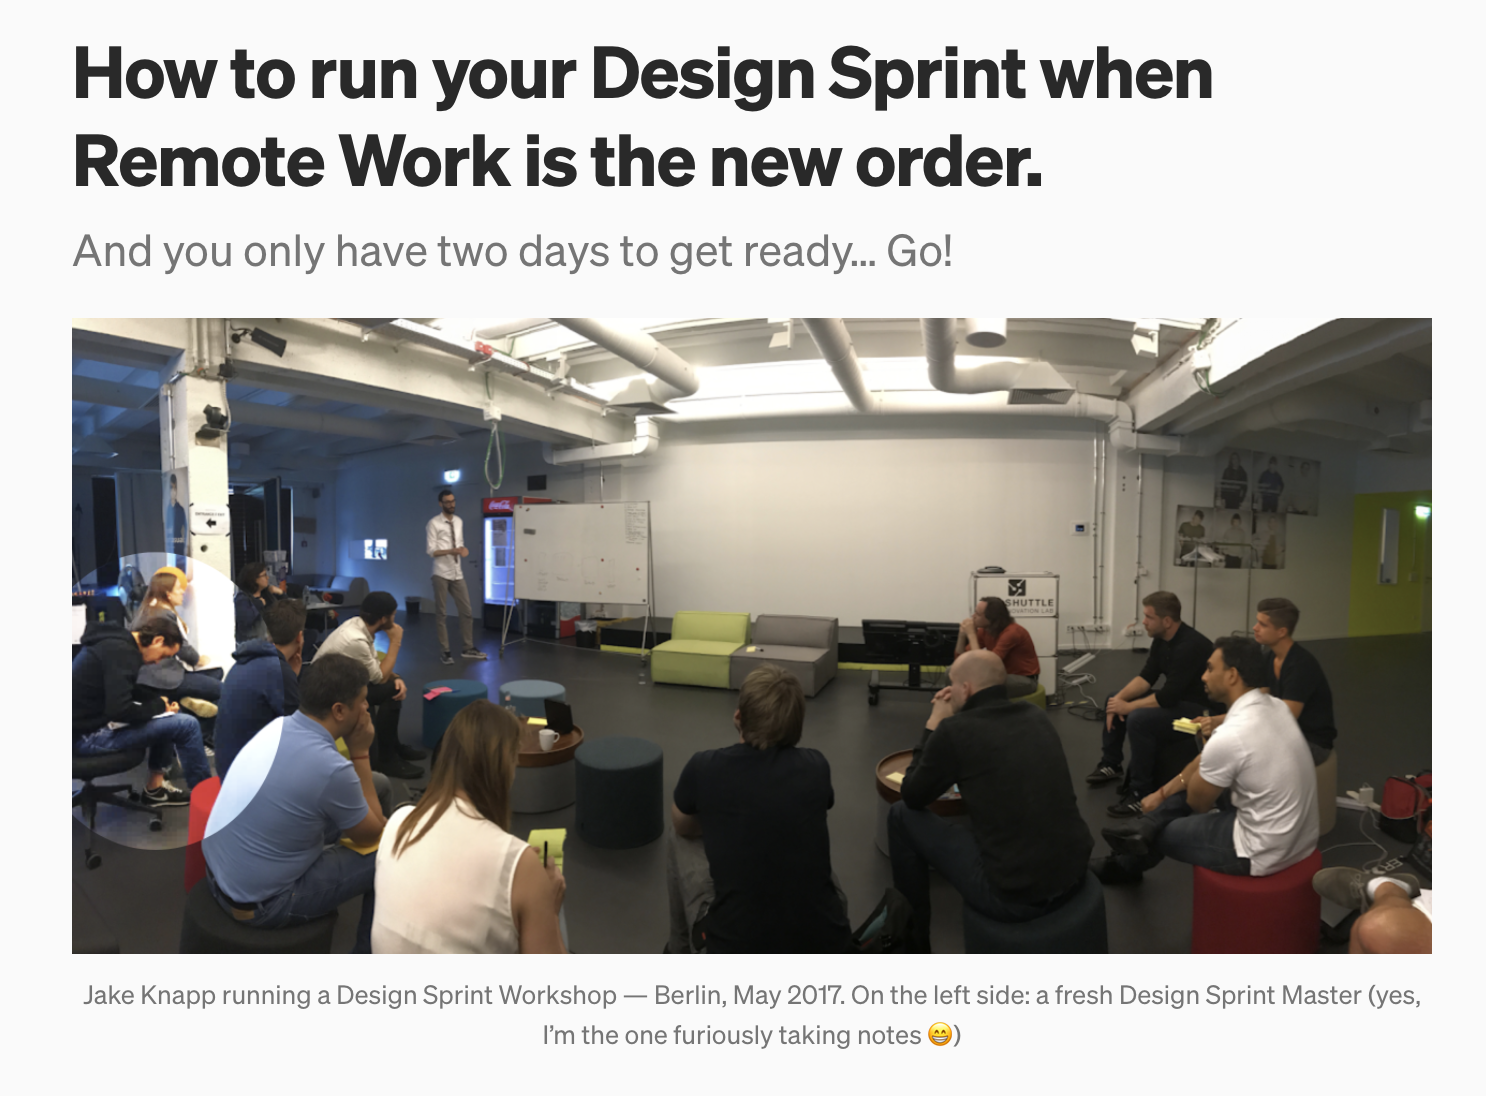 How to run your Design Sprint when
Remote Work is the new order.
And you only have two days to get ready... Go!
Coca-Cola
SHUTTLE
Jake Knapp running a Design Sprint Workshop — Berlin, May 2017. On the left side: a fresh Design Sprint Master (yes,
I'm the one furiously taking notes 😁)